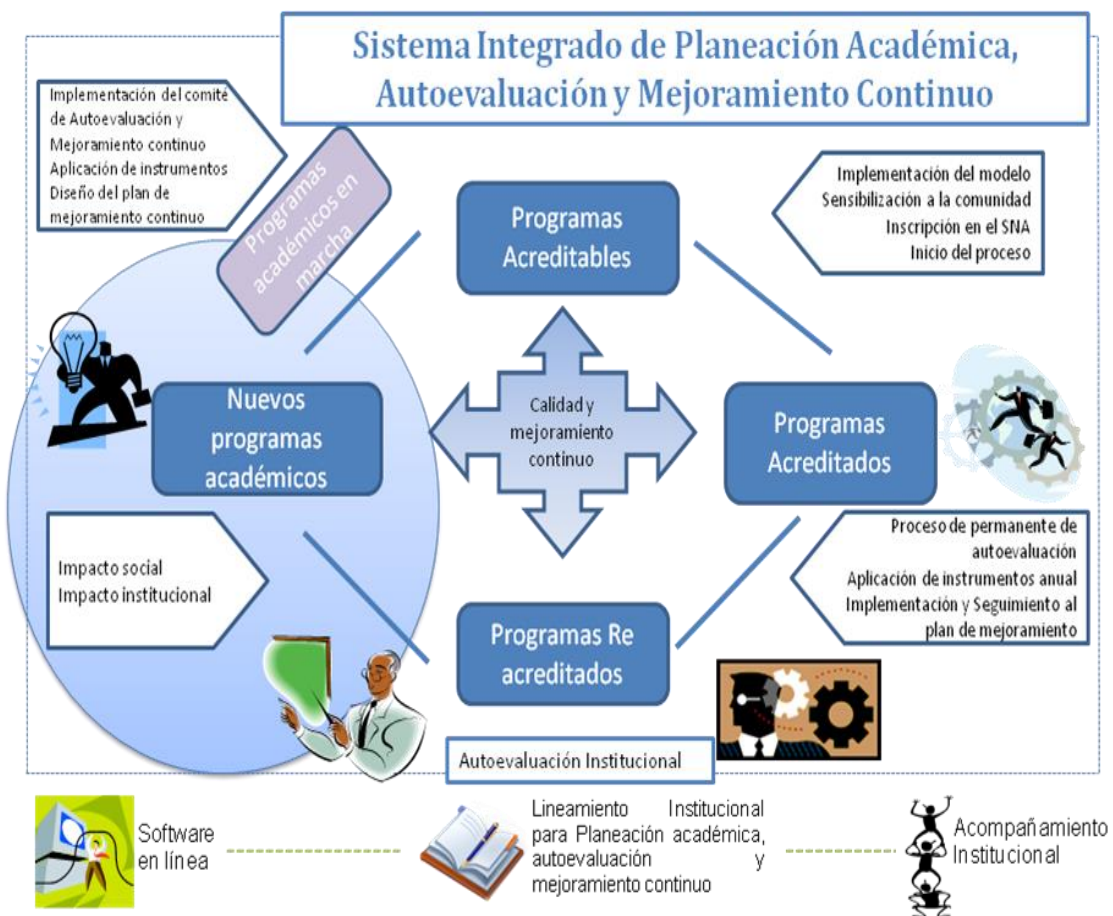 Sistema Integrado de Planeación Académica,
Autoevaluación y Mejoramiento Continuo
Implementación del comité
de Autoevaluación y
Mejoramiento continuo
Aplicación de instrumentos
Diseño del plan de
mejoramiento continuo
Programas
académicos en
marcha
Programas
Acreditables
Implementación del modelo
Sensibilización a la comunidad
Inscripción en el SNA
Inicio del proceso
Nuevos
programas
académicos
Calidad y
mejoramiento
continuo
Programas
Acreditados
Impacto social
Impacto institucional
Proceso de permanente de
autoevaluación
Aplicación de instrumentos anual
Implementación y Seguimiento al
plan de mejoramiento
Programas Re
acreditados
Autoevaluación Institucional
Software
en línea
Lineamiento Institucional
para Planeación académica,
autoevaluación y
mejoramiento continuo
Acompañamiento
Institucional